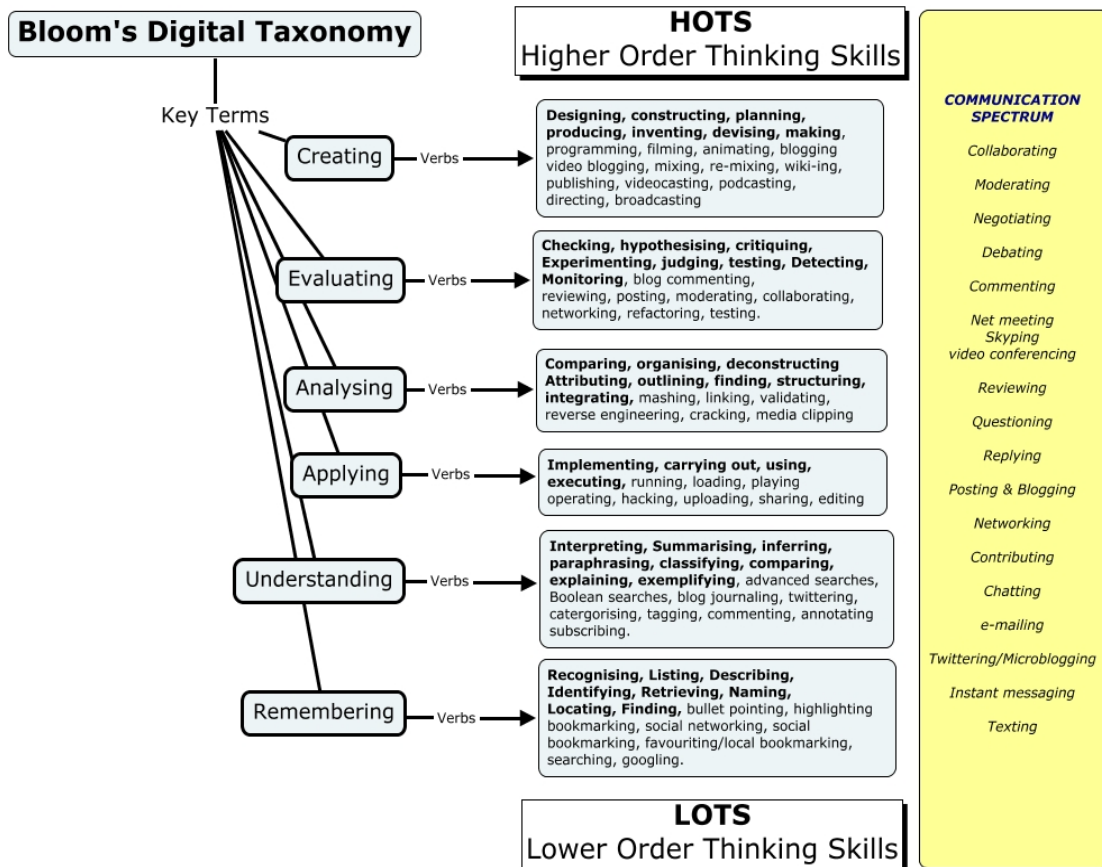 Bloom's Digital Taxonomy
HOTS
Higher Order Thinking Skills
Key Terms
Creating
Verbs
Designing, constructing, planning,
producing, inventing, devising, making,
programming, filming, animating, blogging
video blogging, mixing, re-mixing, wiki-ing,
publishing, videocasting, podcasting,
directing, broadcasting
Evaluating
Verbs
Checking, hypothesising, critiquing,
Experimenting, judging, testing, Detecting,
Monitoring, blog commenting,
reviewing, posting, moderating, collaborating,
networking, refactoring, testing.
Analysing
Verbs
Comparing, organising, deconstructing
Attributing, outlining, finding, structuring,
integrating, mashing, linking, validating,
reverse engineering, cracking, media clipping
Applying
Verbs
Implementing, carrying out, using,
executing, running, loading, playing
operating, hacking, uploading, sharing, editing
Understanding
Verbs
Interpreting, Summarising, inferring,
paraphrasing, classifying, comparing,
explaining, exemplifying, advanced searches,
Boolean searches, blog journaling, twittering,
catergorising, tagging, commenting, annotating
subscribing.
Remembering
Verbs
Recognising, Listing, Describing,
Identifying, Retrieving, Naming,
Locating, Finding, bullet pointing, highlighting
bookmarking, social networking, social
bookmarking, favouriting/local bookmarking,
searching, googling.
LOTS
Lower Order Thinking Skills
COMMUNICATION
SPECTRUM
Collaborating
Moderating
Negotiating
Debating
Commenting
Net meeting
Skyping
video conferencing
Reviewing
Questioning
Replying
Posting & Blogging
Networking
Contributing
Chatting
e-mailing
Twittering/Microblogging
Instant messaging
Texting